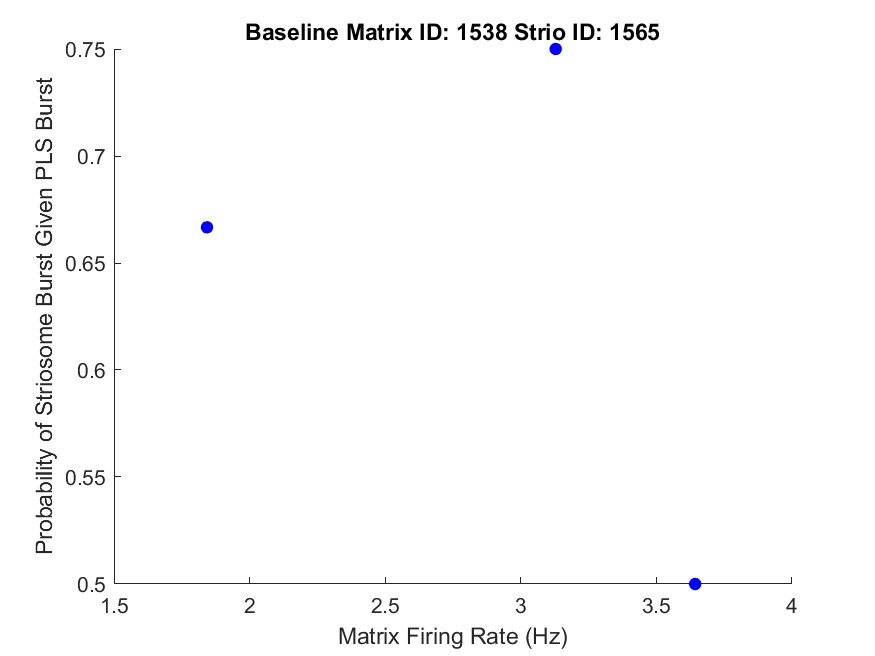 Baseline Matrix ID: 1538 Strio ID: 1565
Probability of Striosome Burst Given PLS Burst
0.75
0.7
0.65
0.6
0.55
0.5
1.5 2 2.5 3 3.5 4
Matrix Firing Rate (Hz)